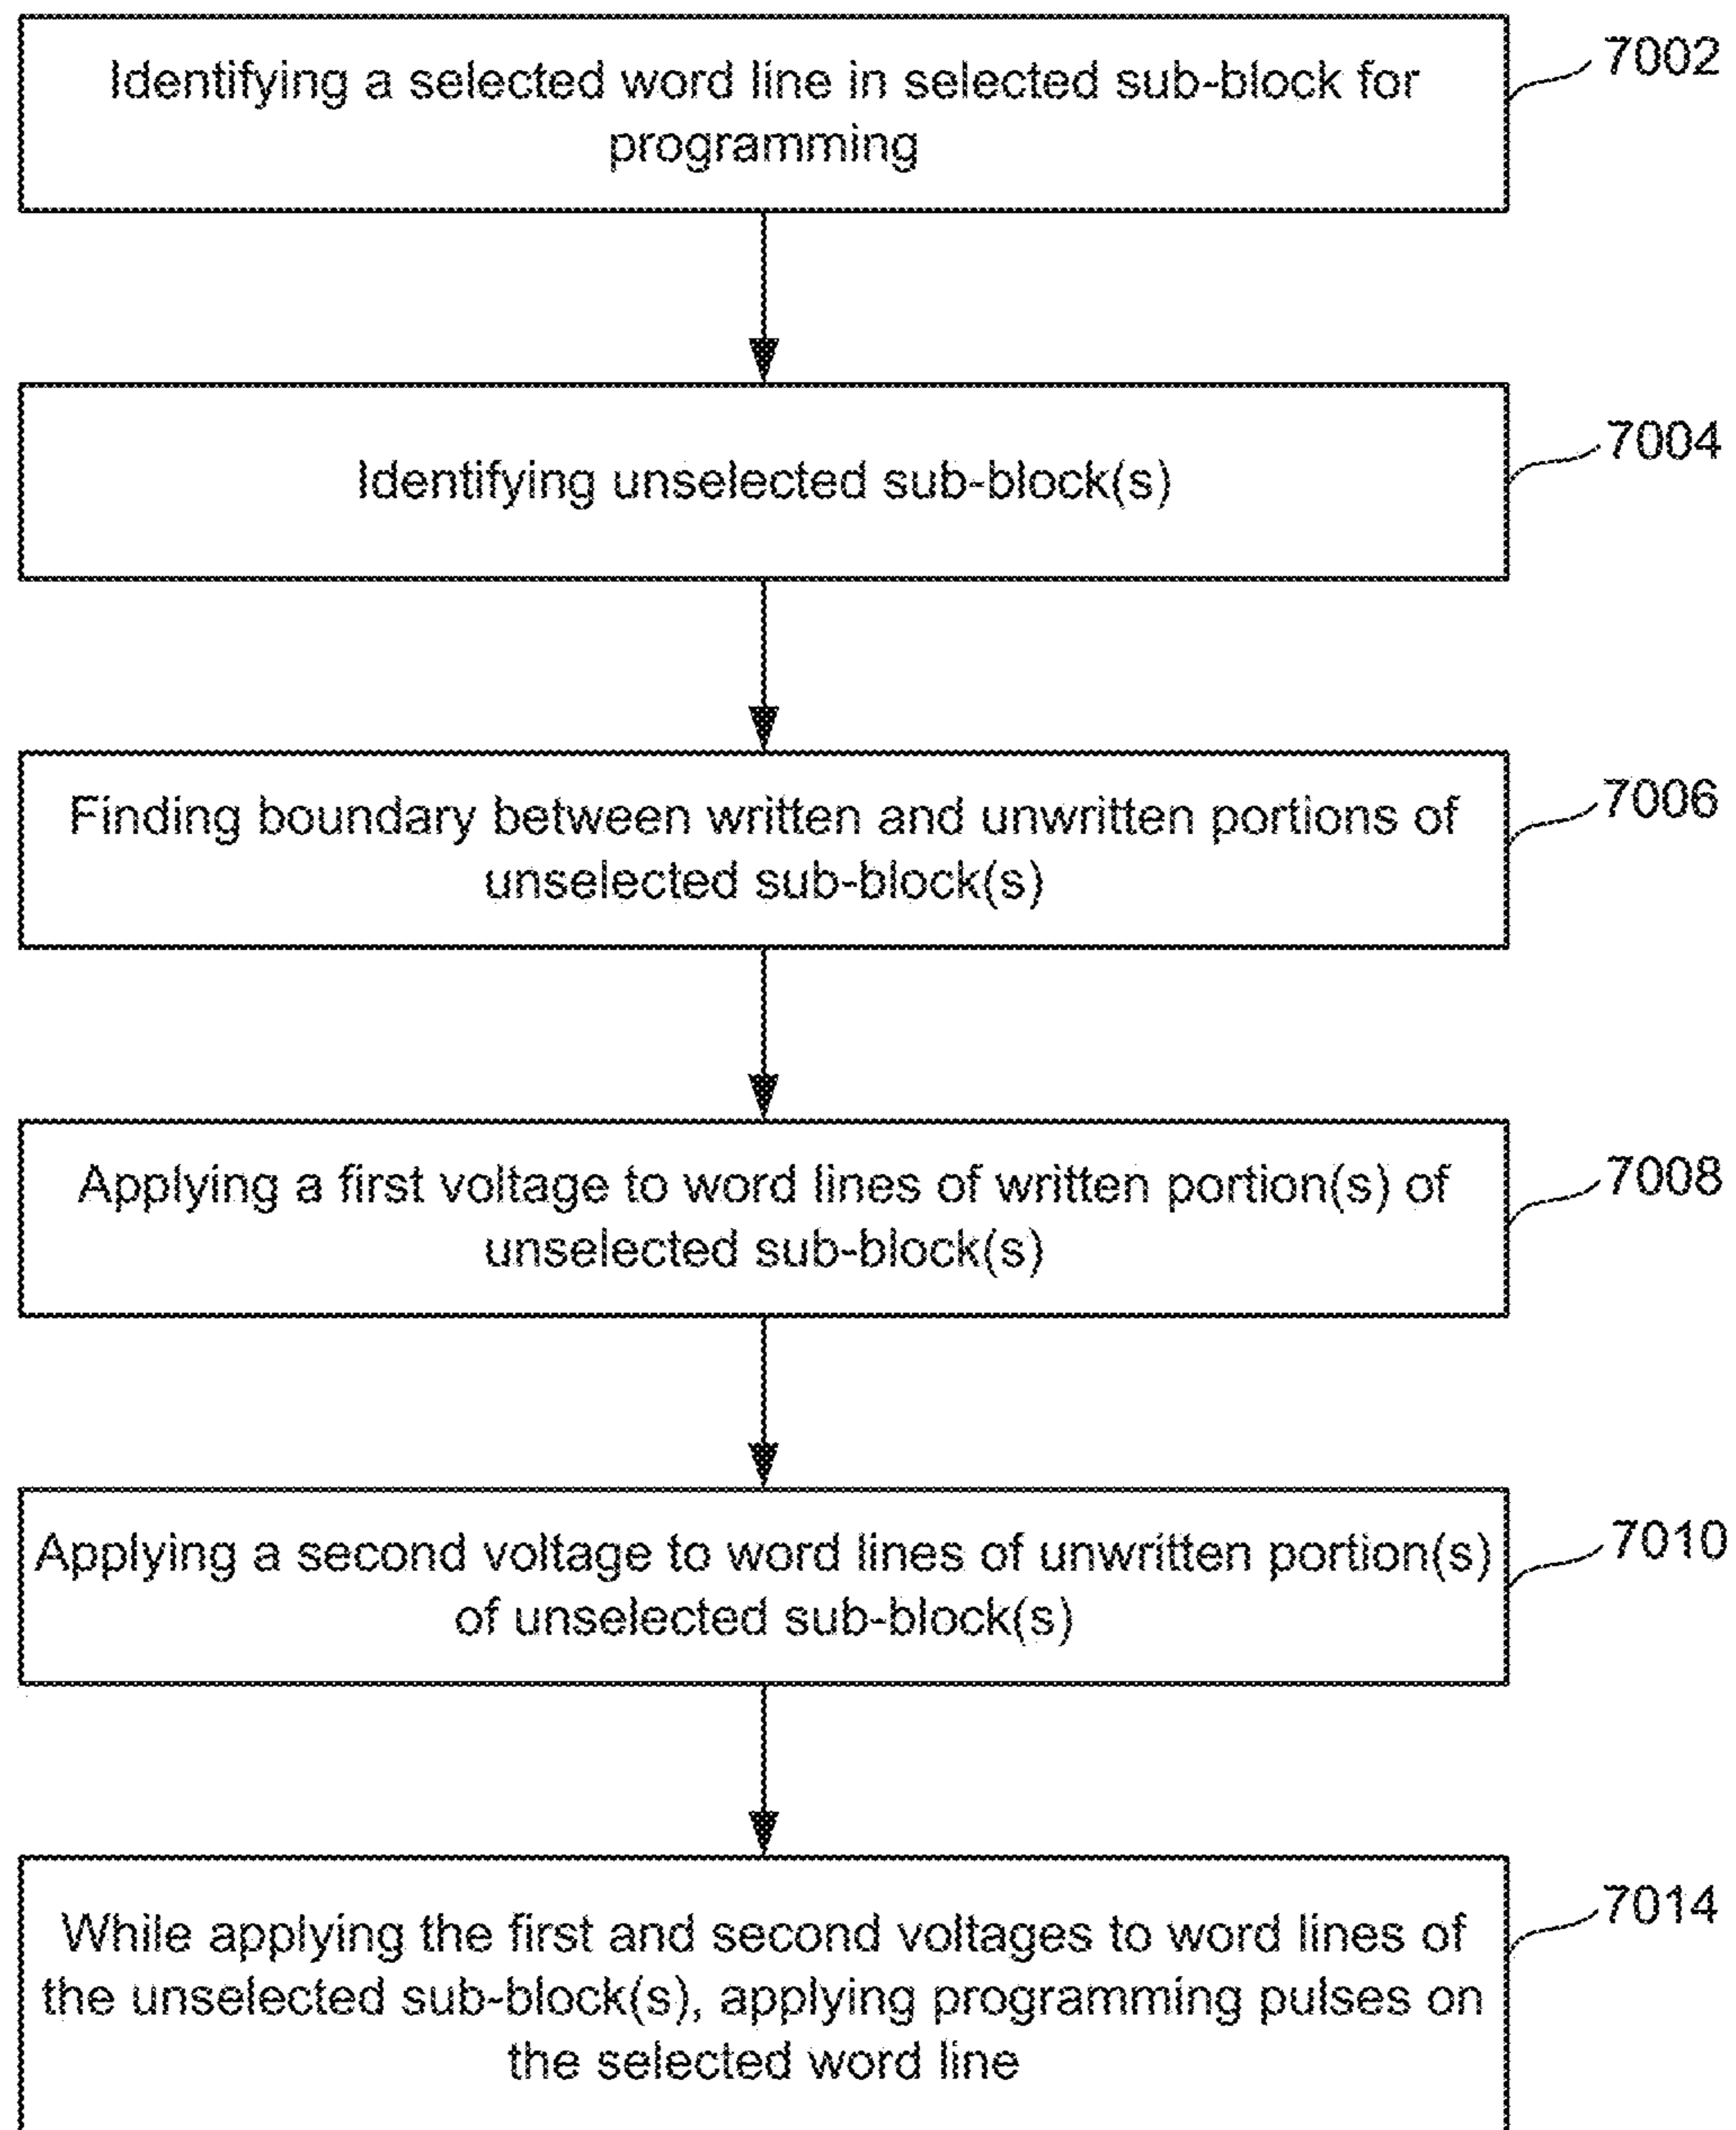 Identifying a selected word line in selected sub-block for
programming
7002
Identifying unselected sub-block(s)
7004
Finding boundary between written and unwritten portions of
unselected sub-block(s)
7006
Applying a first voltage to word lines of written portion(s) of
unselected sub-block(s)
7008
Applying a second voltage to word lines of unwritten portion(s)
of unselected sub-block(s)
7010
While applying the first and second voltages to word lines of
the unselected sub-block(s), applying programming pulses on
the selected word line
7014